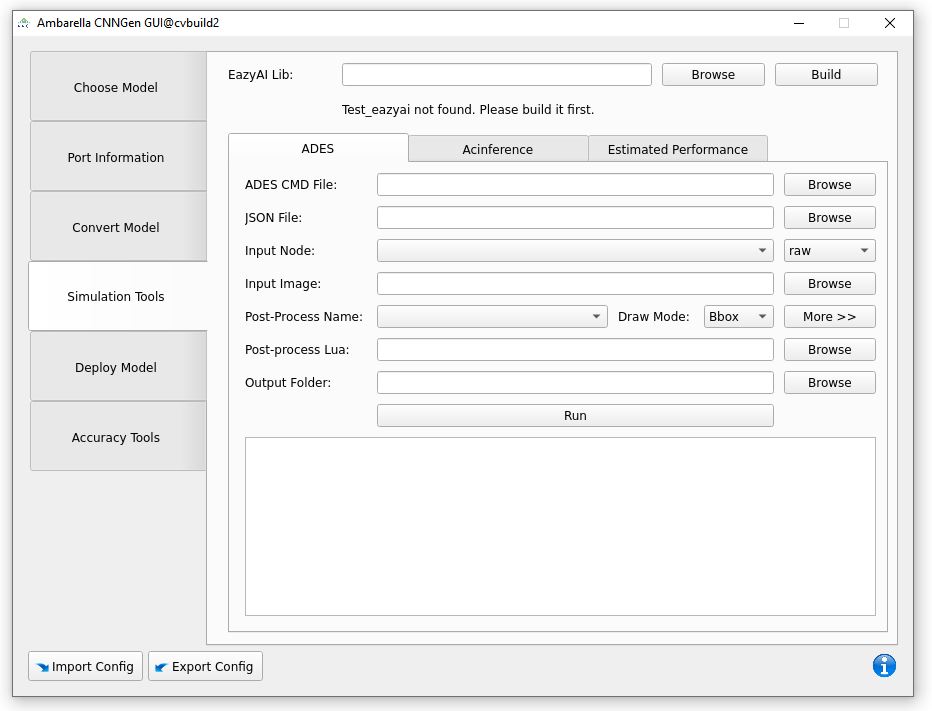 Ambarella CNNGen GUI@cvbuild2
Choose Model
Port Information
Convert Model
Simulation Tools
Deploy Model
Accuracy Tools
EazyAI Lib: Browse Build
Test_eazyai not found. Please build it first.
ADES Acinference Estimated Performance
ADES CMD File: Browse
JSON File: Browse
Input Node: raw
Input Image: Browse
Post-Process Name: Draw Mode: Bbox More >>
Post-process Lua: Browse
Output Folder: Browse
Run
Import Config Export Config